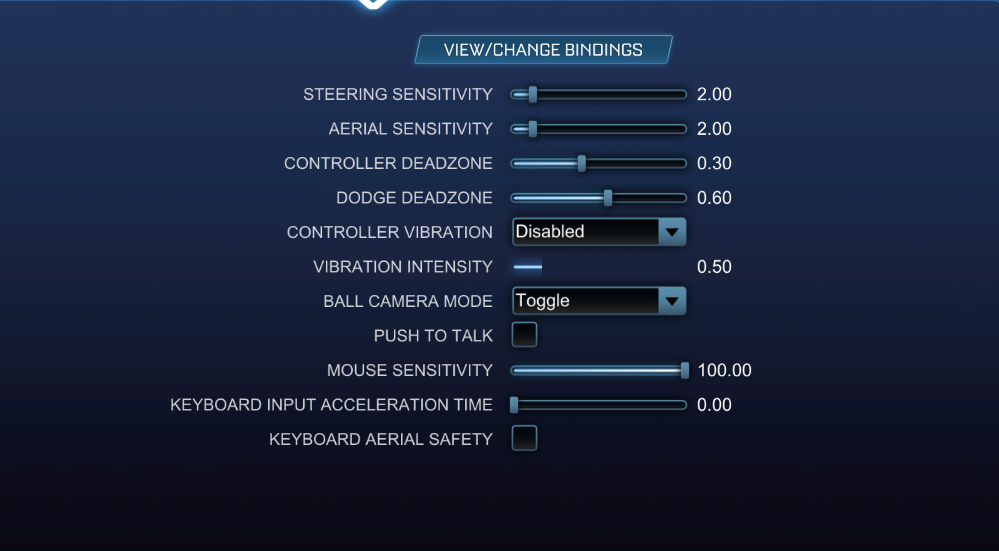 VIEW/CHANGE BINDINGS
STEERING SENSITIVITY 2.00
AERIAL SENSITIVITY 2.00
CONTROLLER DEADZONE 0.30
DODGE DEADZONE 0.60
CONTROLLER VIBRATION Disabled
VIBRATION INTENSITY 0.50
BALL CAMERA MODE Toggle
PUSH TO TALK
MOUSE SENSITIVITY 100.00
KEYBOARD INPUT ACCELERATION TIME 0.00
KEYBOARD AERIAL SAFETY